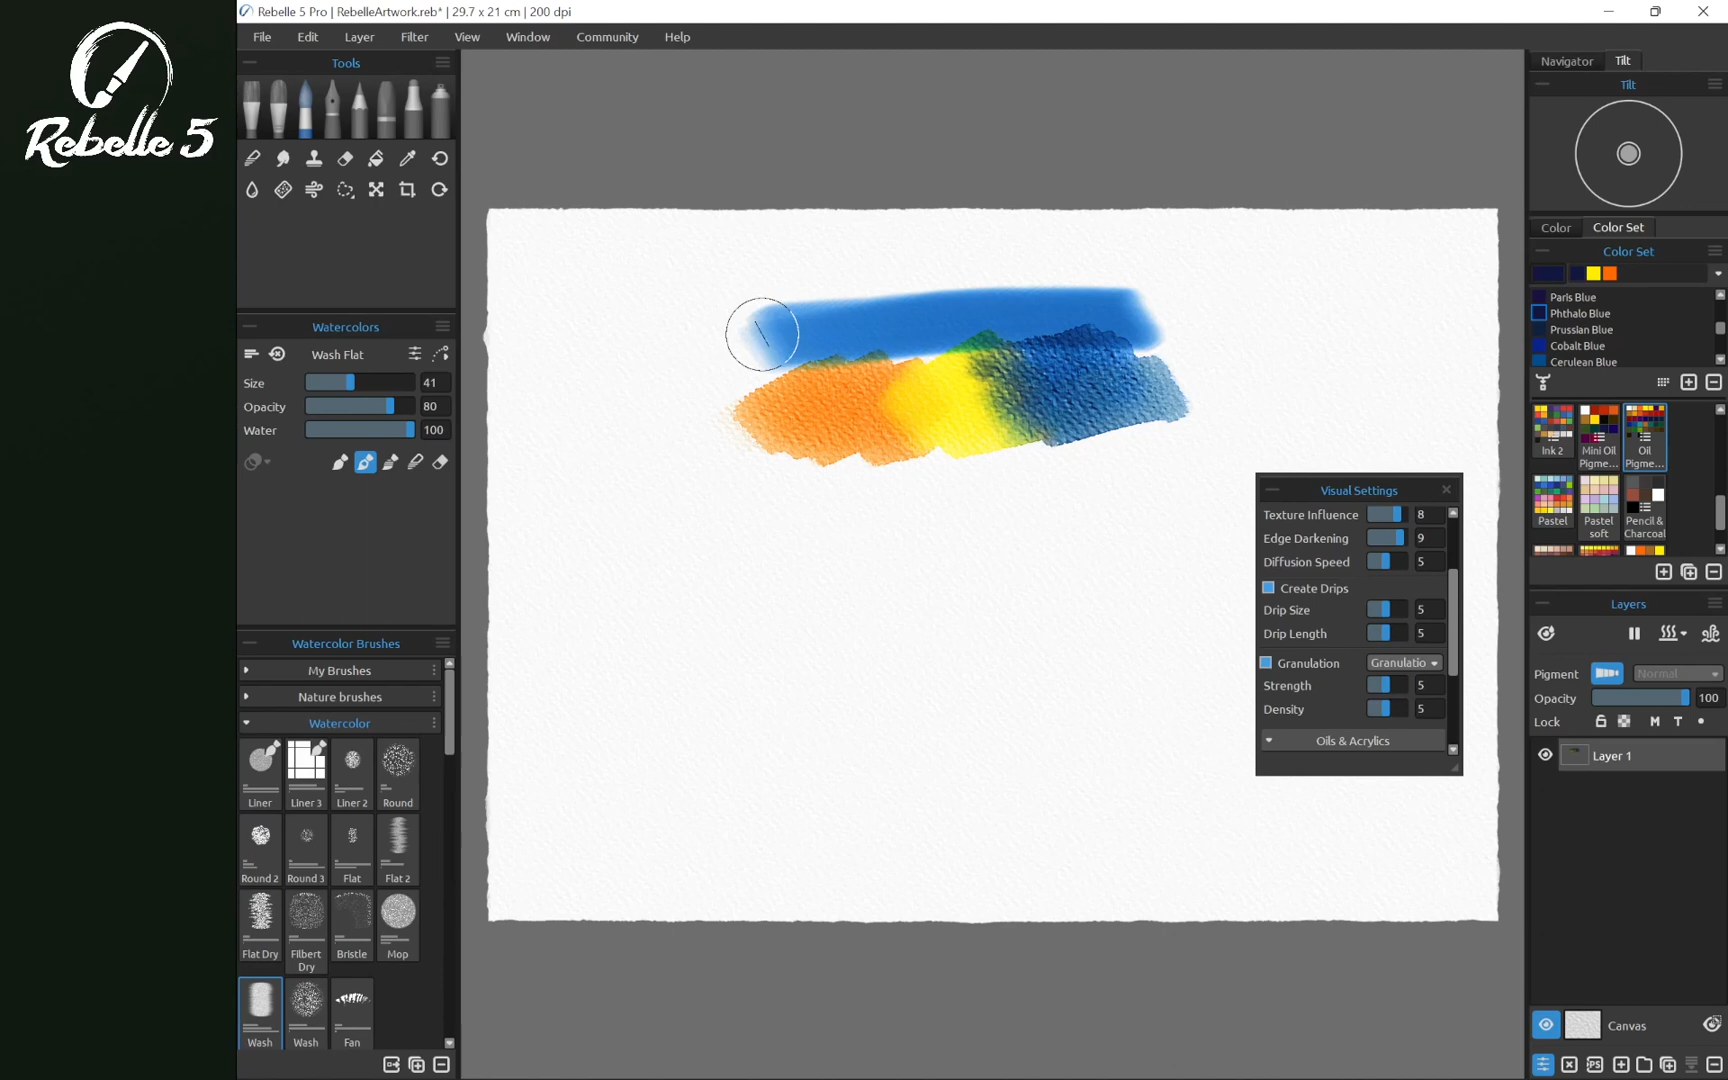 Rebelle 5
Rebelle 5 Pro | RebelleArtwork.reb* | 29.7 x 21 cm | 200 dpi
File Edit Layer Filter View Window Community Help
Tools
Watercolors
Wash Flat
Size 41
Opacity 80
Water 100
Watercolor Brushes
My Brushes
Nature brushes
Watercolor
Liner Liner 3 Liner 2 Round
Round 2 Round 3 Flat Flat 2
Flat Dry Filbert Dry Bristle Mop
Wash Wash Fan
Visual Settings
Texture Influence 8
Edge Darkening 9
Diffusion Speed 5
Create Drips
Drip Size 5
Drip Length 5
Granulation Granulatio
Strength 5
Density 5
Oils & Acrylics
Navigator Tilt
Tilt
Color Color Set
Color Set
Paris Blue
Phthalo Blue
Prussian Blue
Cobalt Blue
Cerulean Blue
Ink 2 Mini Oil Pigme... Oil Pigme...
Pastel Pastel soft Pencil & Charcoal
Layers
Pigment Normal
Opacity 100
Lock M T
Layer 1
Canvas
PS